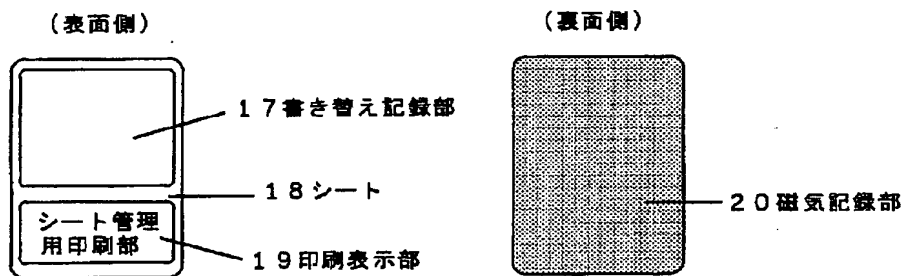 (表面側)
(裏面側)
17書き替え記録部
18シート
シート管理
用印刷部
19印刷表示部
20磁気記録部